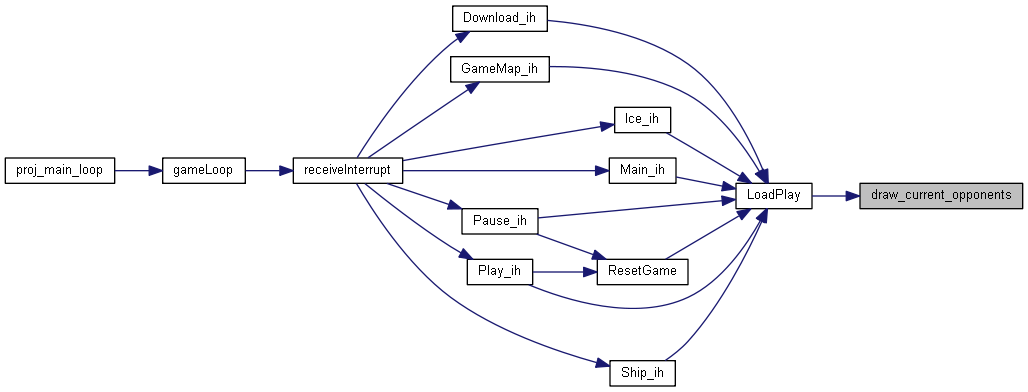 Download_ih
GameMap_ih
Ice_ih
proj_main_loop
gameLoop
receiveInterrupt
Main_ih
LoadPlay
draw_current_opponents
Pause_ih
Play_ih
ResetGame
Ship_ih